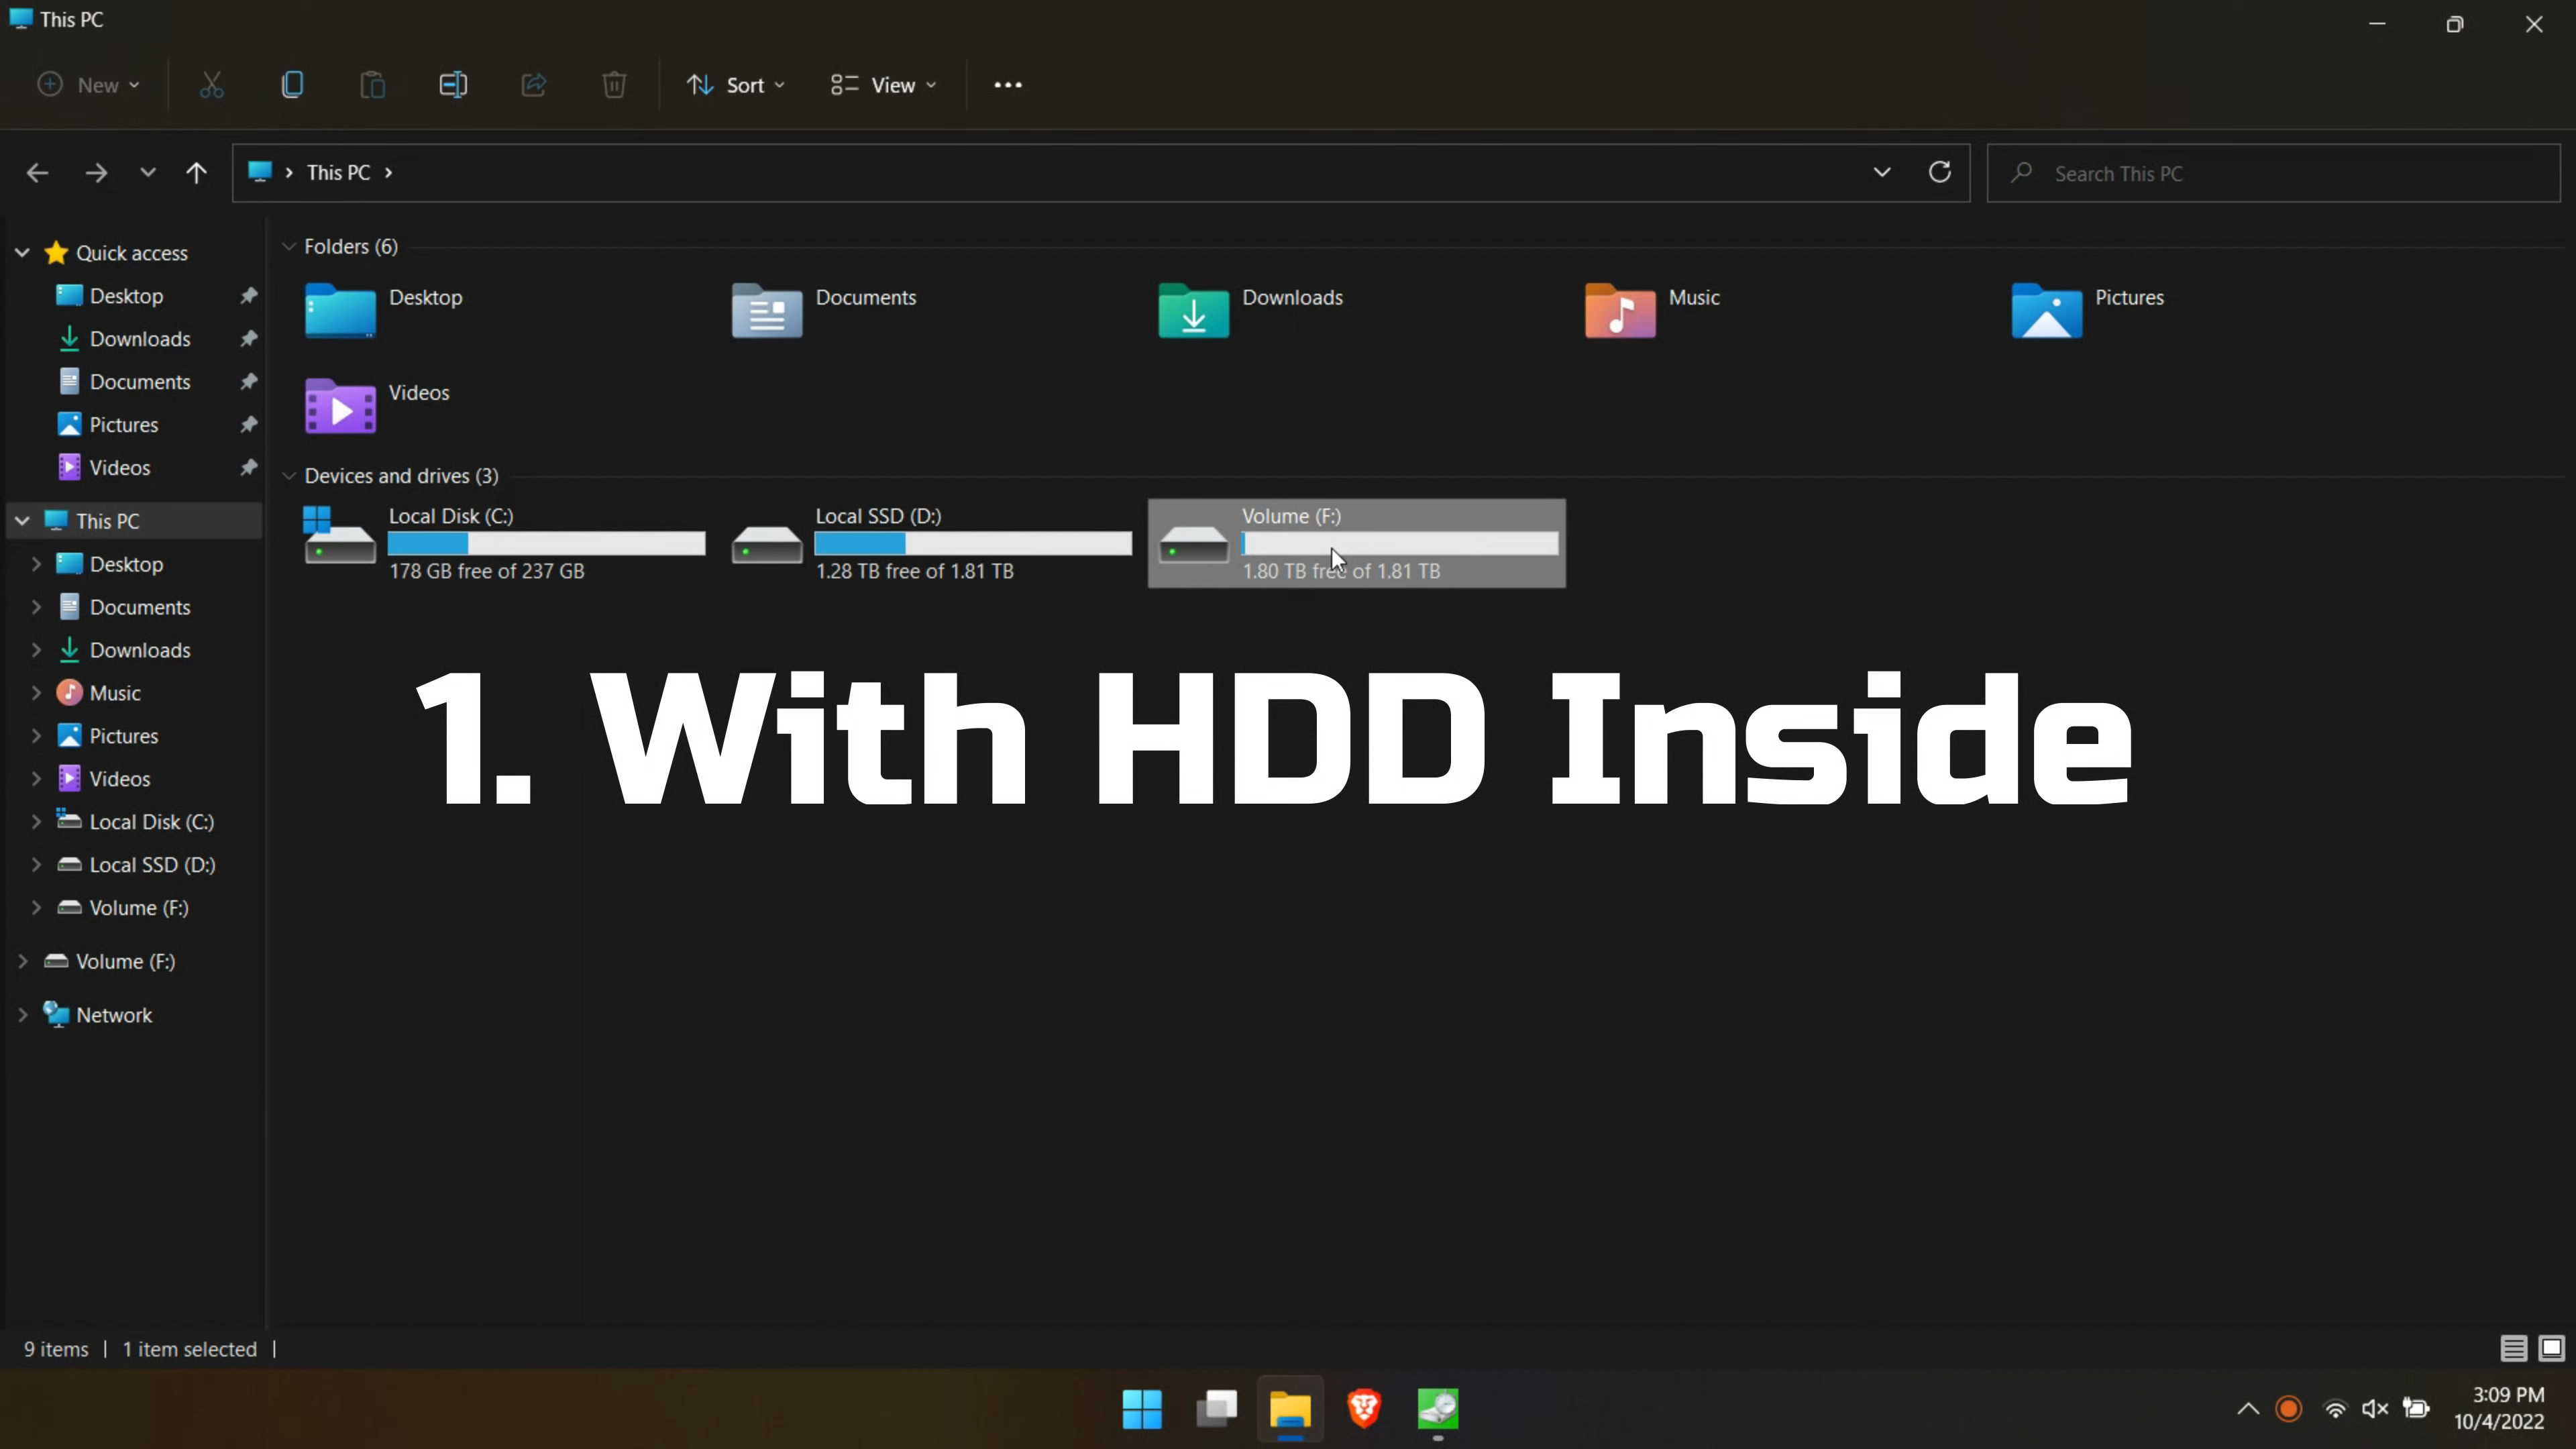 This PC
New
Sort
View
This PC
Search This PC
Quick access
Desktop
Downloads
Documents
Pictures
Videos
This PC
Desktop
Documents
Downloads
Music
Pictures
Videos
Local Disk (C:)
Local SSD (D:)
Volume (F:)
Volume (F:)
Network
Folders (6)
Desktop
Documents
Downloads
Music
Pictures
Videos
Devices and drives (3)
Local Disk (C:)
178 GB free of 237 GB
Local SSD (D:)
1.28 TB free of 1.81 TB
Volume (F:)
1.80 TB free of 1.81 TB
1. With HDD Inside
9 items | 1 item selected |
3:09 PM
10/4/2022